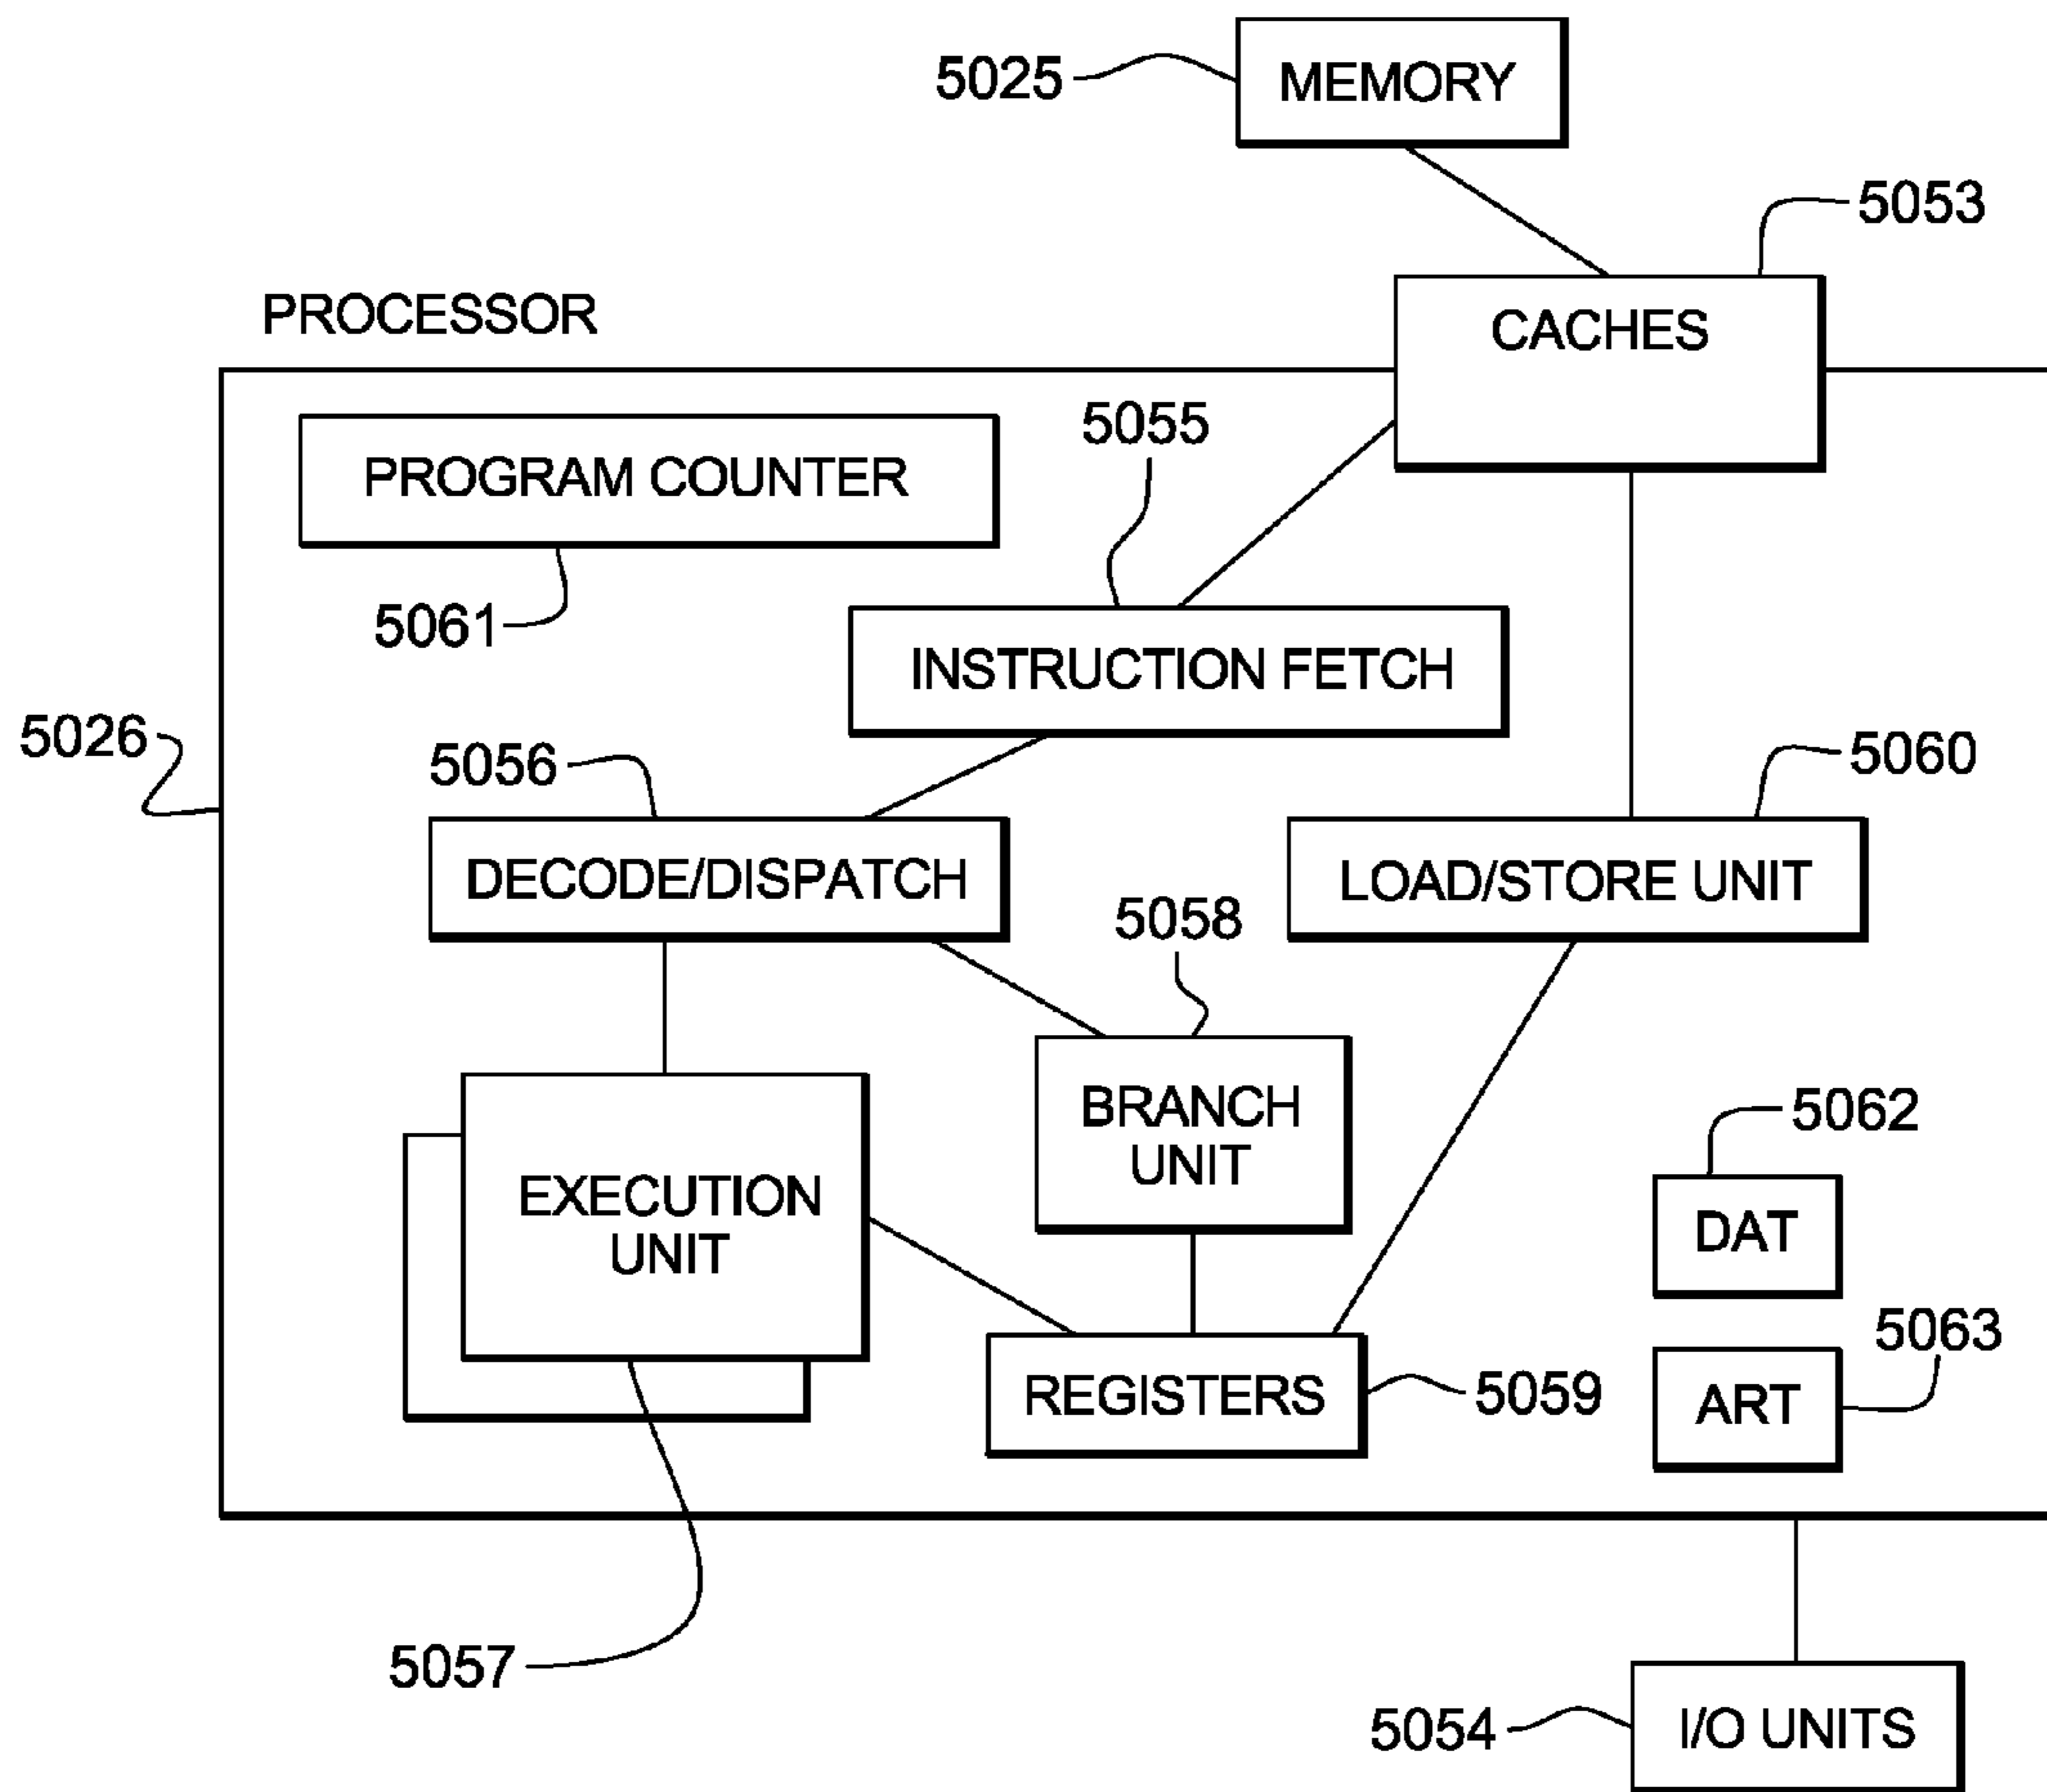 5025
MEMORY
5053
PROCESSOR
CACHES
5055
PROGRAM COUNTER
5061
INSTRUCTION FETCH
5026
5056
5060
DECODE/DISPATCH
LOAD/STORE UNIT
5058
BRANCH
UNIT
5062
EXECUTION
UNIT
DAT
5063
REGISTERS
5059
ART
5057
5054
I/O UNITS